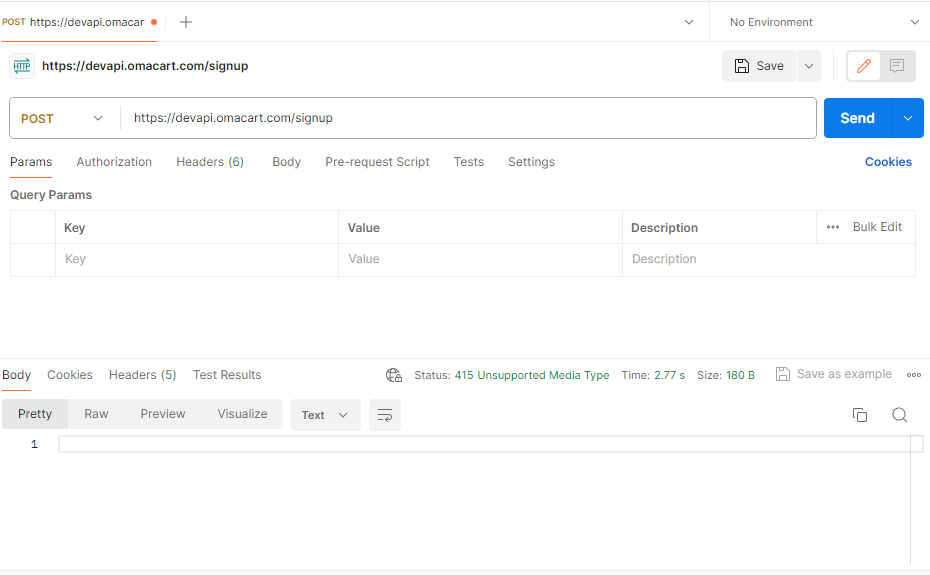 POST https://devapi.omacar
No Environment
HTTP https://devapi.omacart.com/signup
Save
POST https://devapi.omacart.com/signup Send
Params Authorization Headers (6) Body Pre-request Script Tests Settings Cookies
Query Params
Key Value Description Bulk Edit
Key Value Description
Body Cookies Headers (5) Test Results Status: 415 Unsupported Media Type Time: 2.77 s Size: 180 B Save as example
Pretty Raw Preview Visualize Text
1